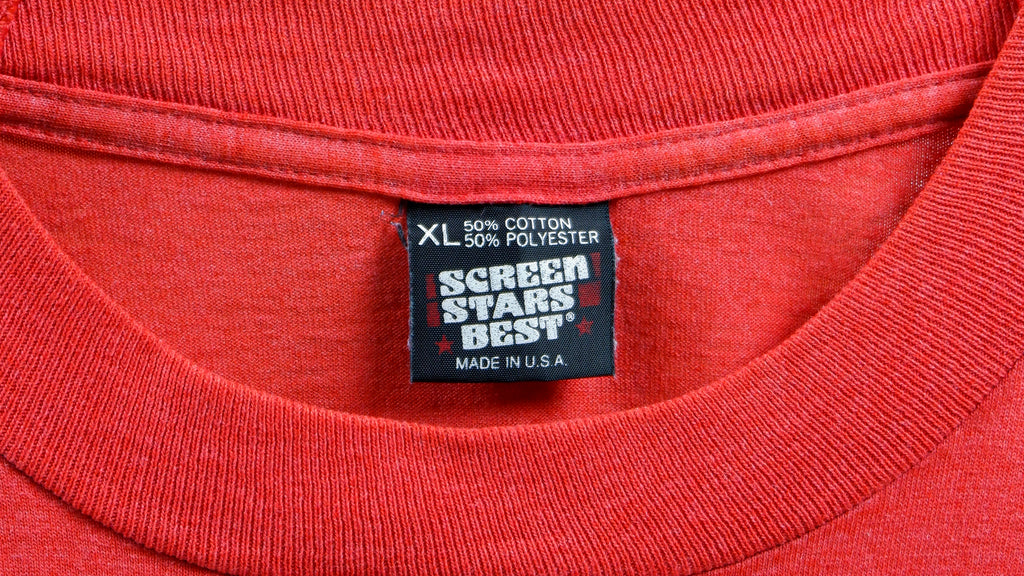 XL 50% COTTON
50% POLYESTER
SCREEN
STARS
BEST®
MADE IN U.S.A.